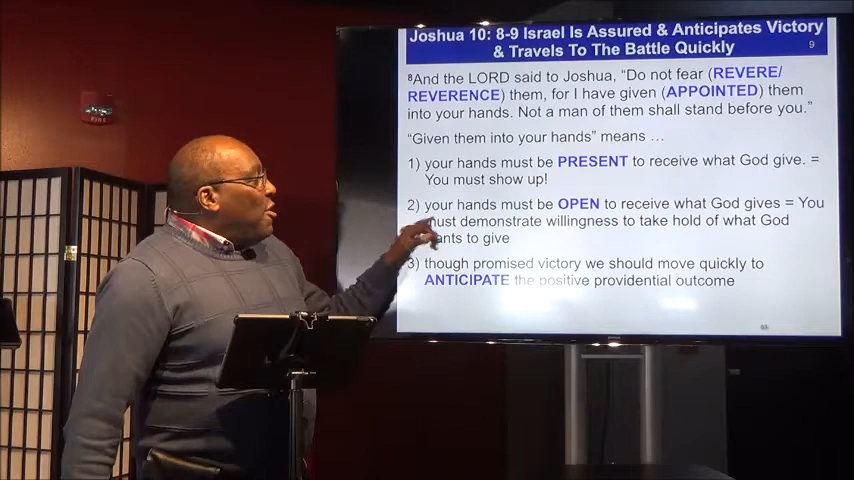 Joshua 10: 8-9 Israel Is Assured & Anticipates Victory
& Travels To The Battle Quickly
9
8And the LORD said to Joshua, “Do not fear (REVERE/
REVERENCE) them, for I have given (APPOINTED) them
into your hands. Not a man of them shall stand before you.”
“Given them into your hands” means …
1) your hands must be PRESENT to receive what God give. =
You must show up!
2) your hands must be OPEN to receive what God gives = You
must demonstrate willingness to take hold of what God
wants to give
3) though promised victory we should move quickly to
ANTICIPATE the positive providential outcome